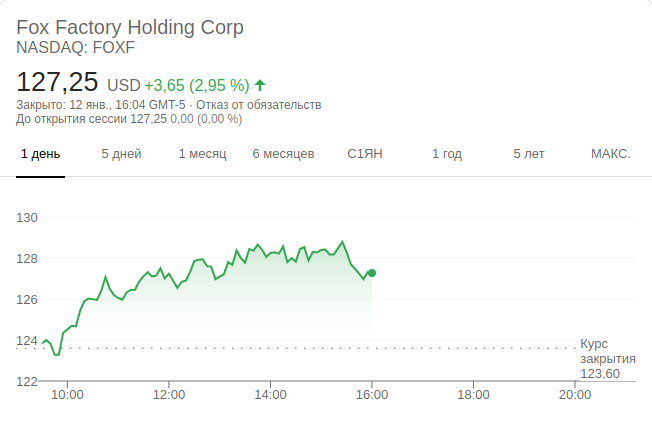 Fox Factory Holding Corp
NASDAQ: FOXF
127,25 USD +3,65 (2,95 %)
Закрыто: 12 янв., 16:04 GMT-5 · Отказ от обязательств
До открытия сессии 127,25 0,00 (0,00 %)
1 день 5 дней 1 месяц 6 месяцев С1ЯН 1 год 5 лет МАКС.
130
128
126
124
Курс
закрытия
123,60
122
10:00 12:00 14:00 16:00 18:00 20:00